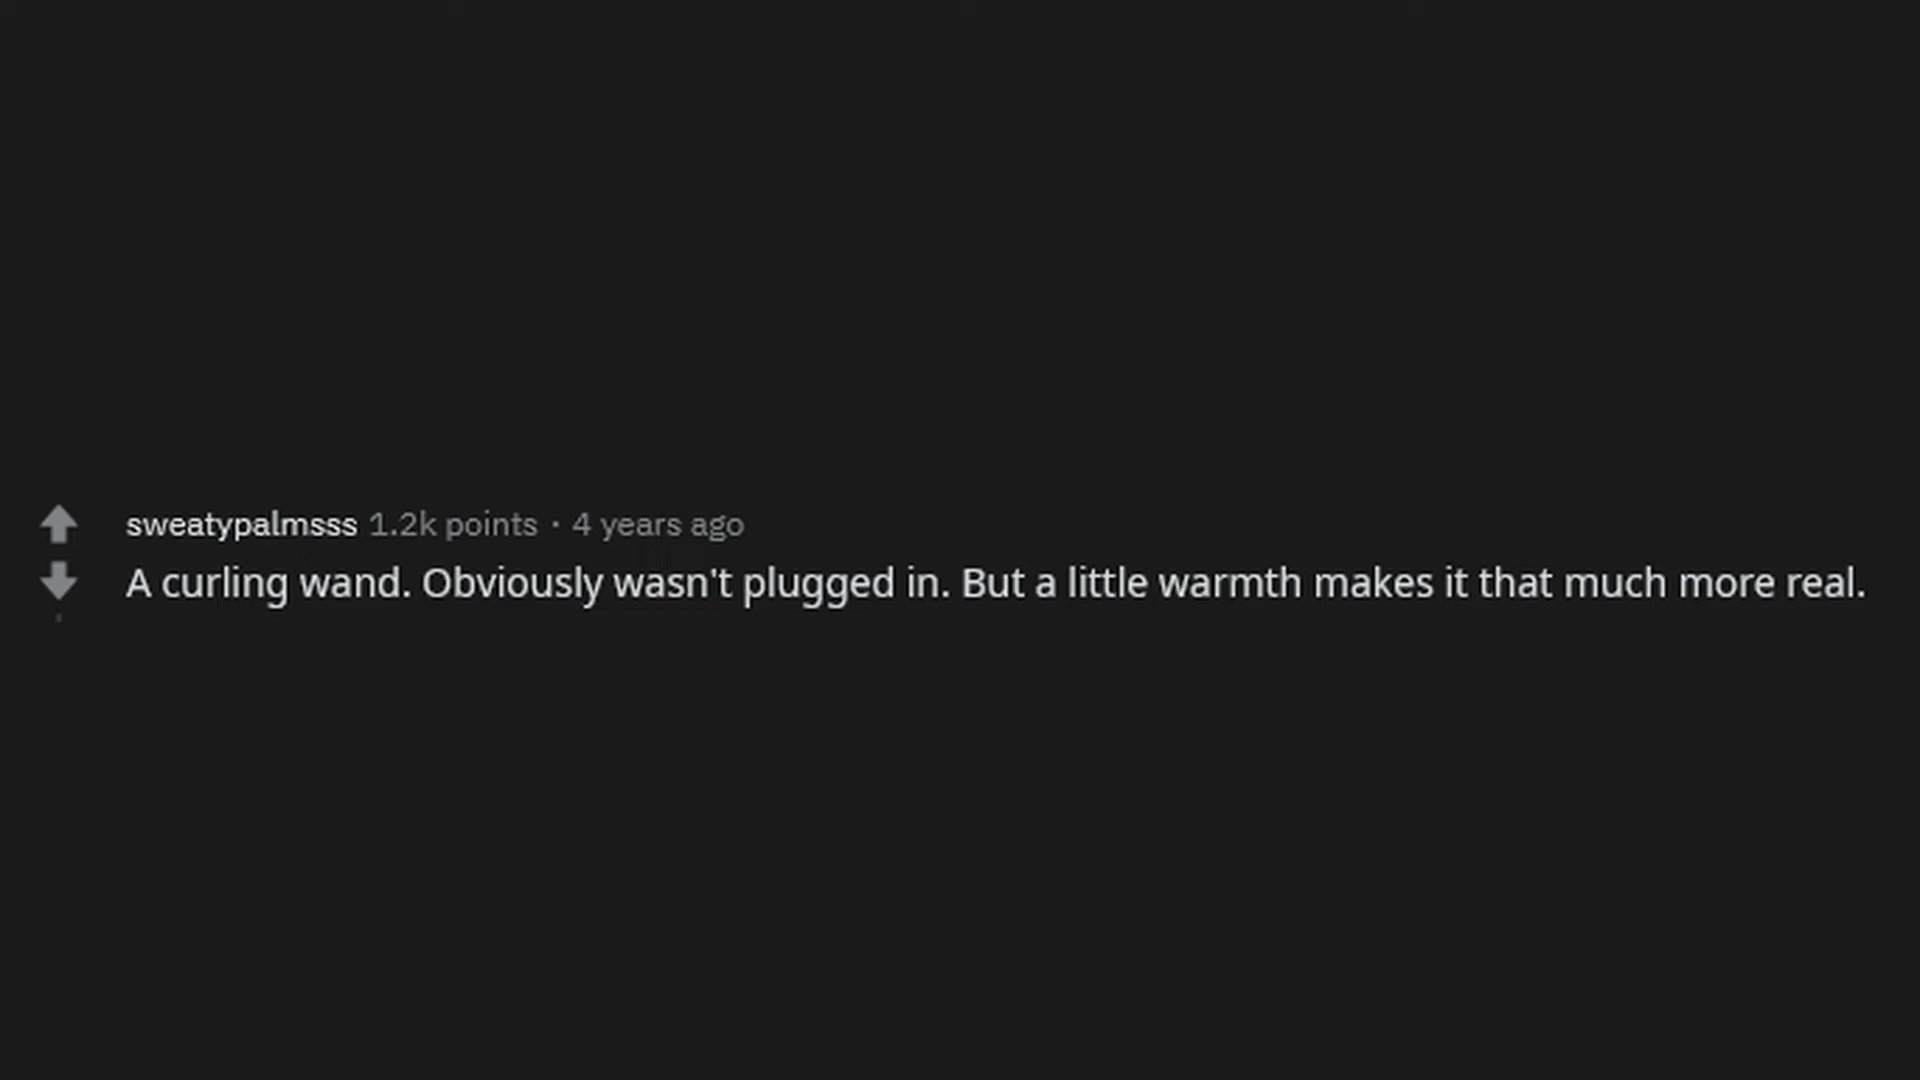 sweatypalmsss 1.2k points · 4 years ago
A curling wand. Obviously wasn't plugged in. But a little warmth makes it that much more real.